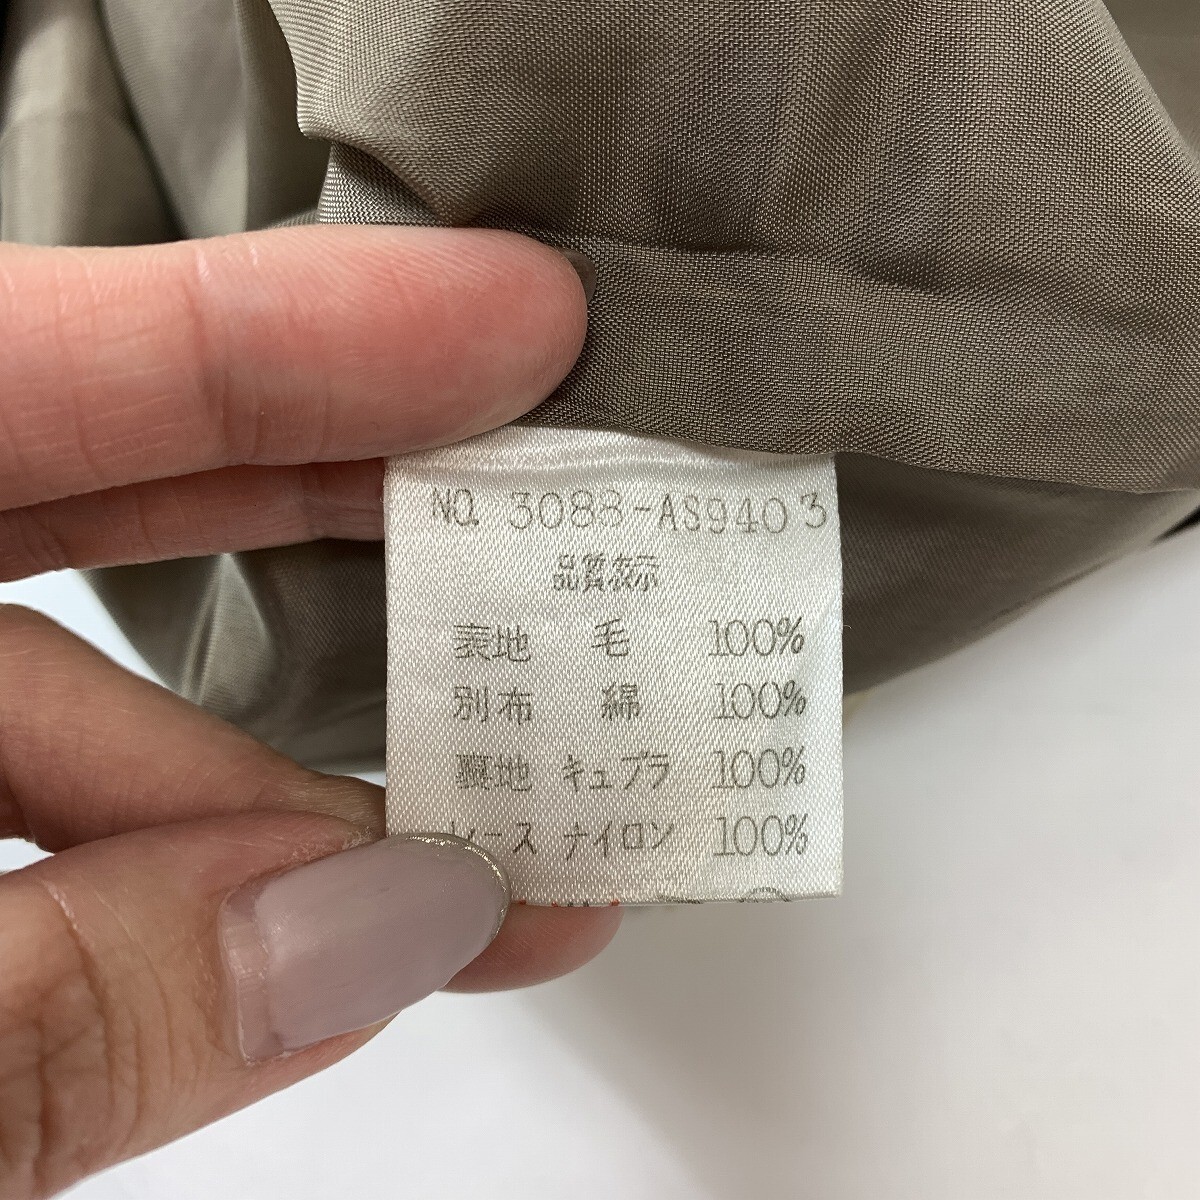 NO. 3088-AS9403
品質表示
表地 毛 100%
別布 綿 100%
裏地 キュプラ 100%
レース ナイロン 100%